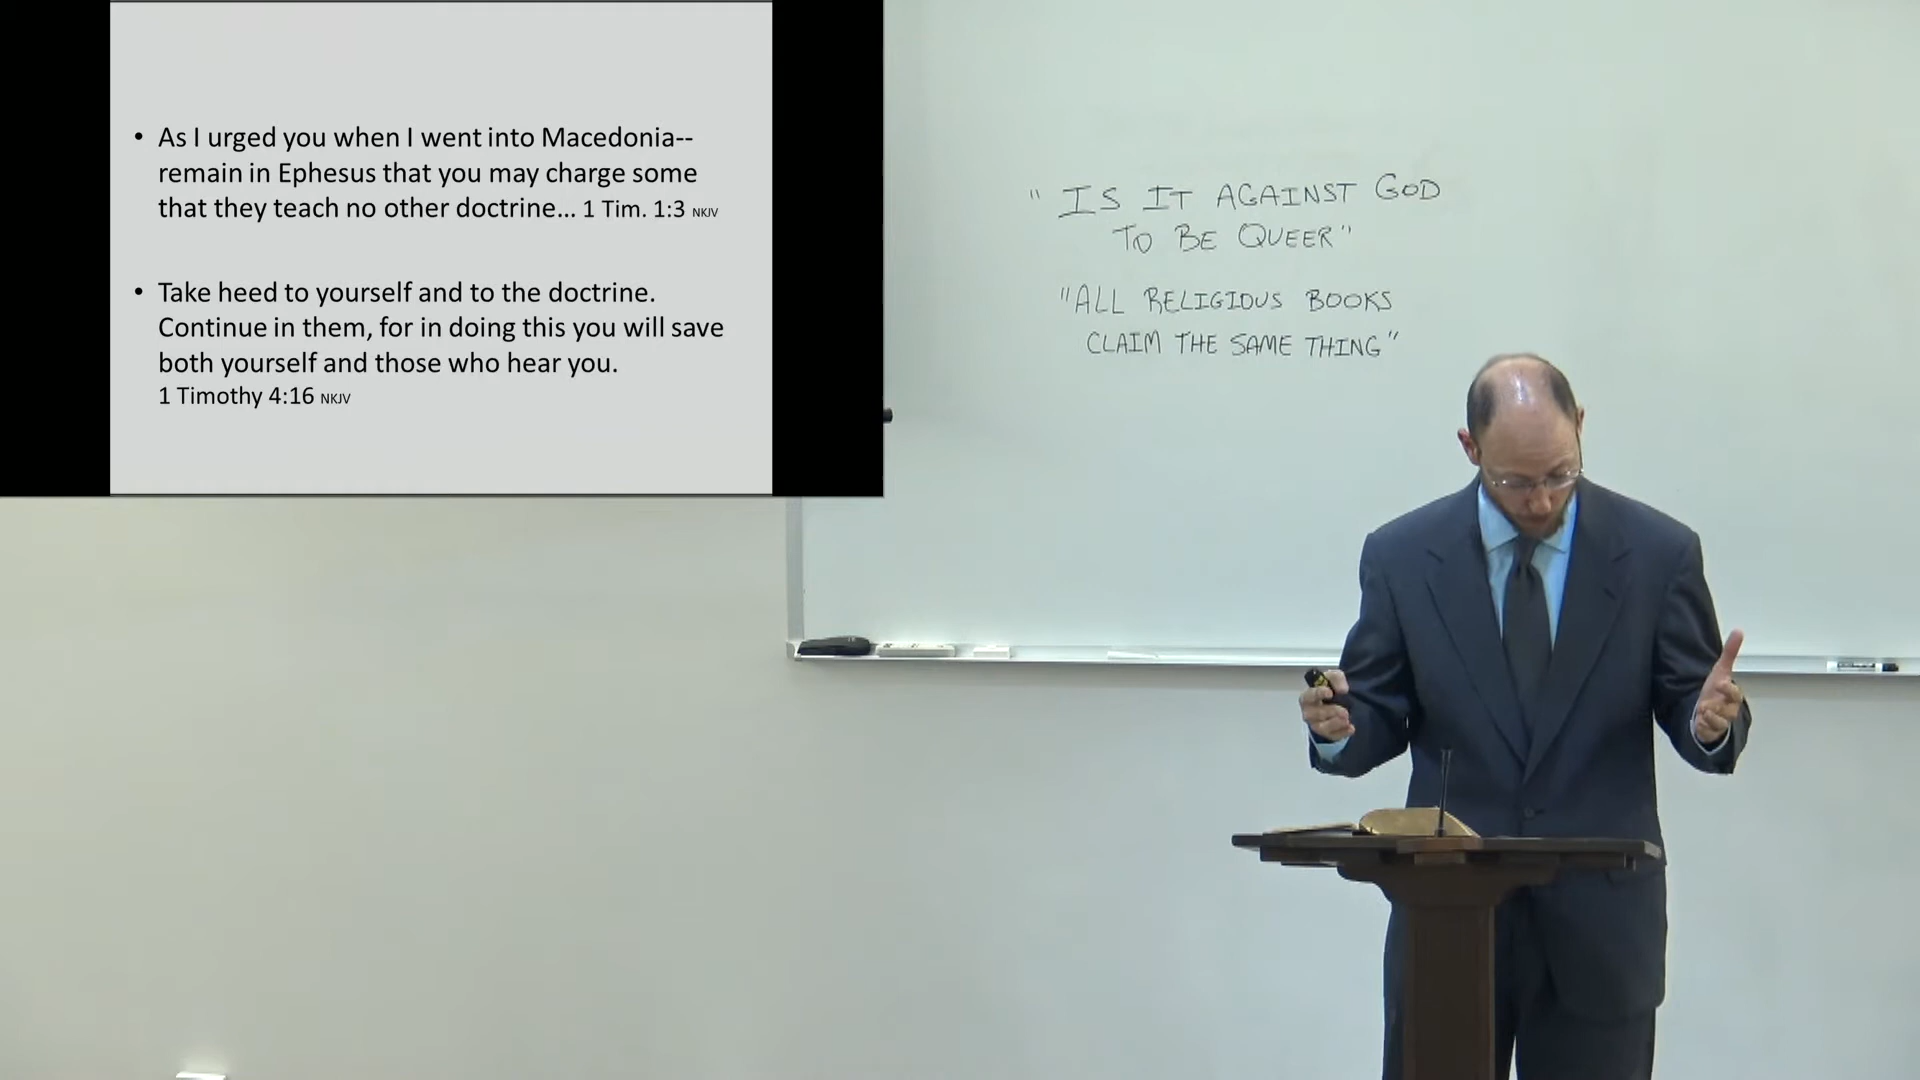 • As I urged you when I went into Macedonia--
remain in Ephesus that you may charge some
that they teach no other doctrine... 1 Tim. 1:3 NKJV
• Take heed to yourself and to the doctrine.
Continue in them, for in doing this you will save
both yourself and those who hear you.
1 Timothy 4:16 NKJV
"IS IT AGAINST GOD
TO BE QUEER"
"ALL RELIGIOUS BOOKS
CLAIM THE SAME THING"